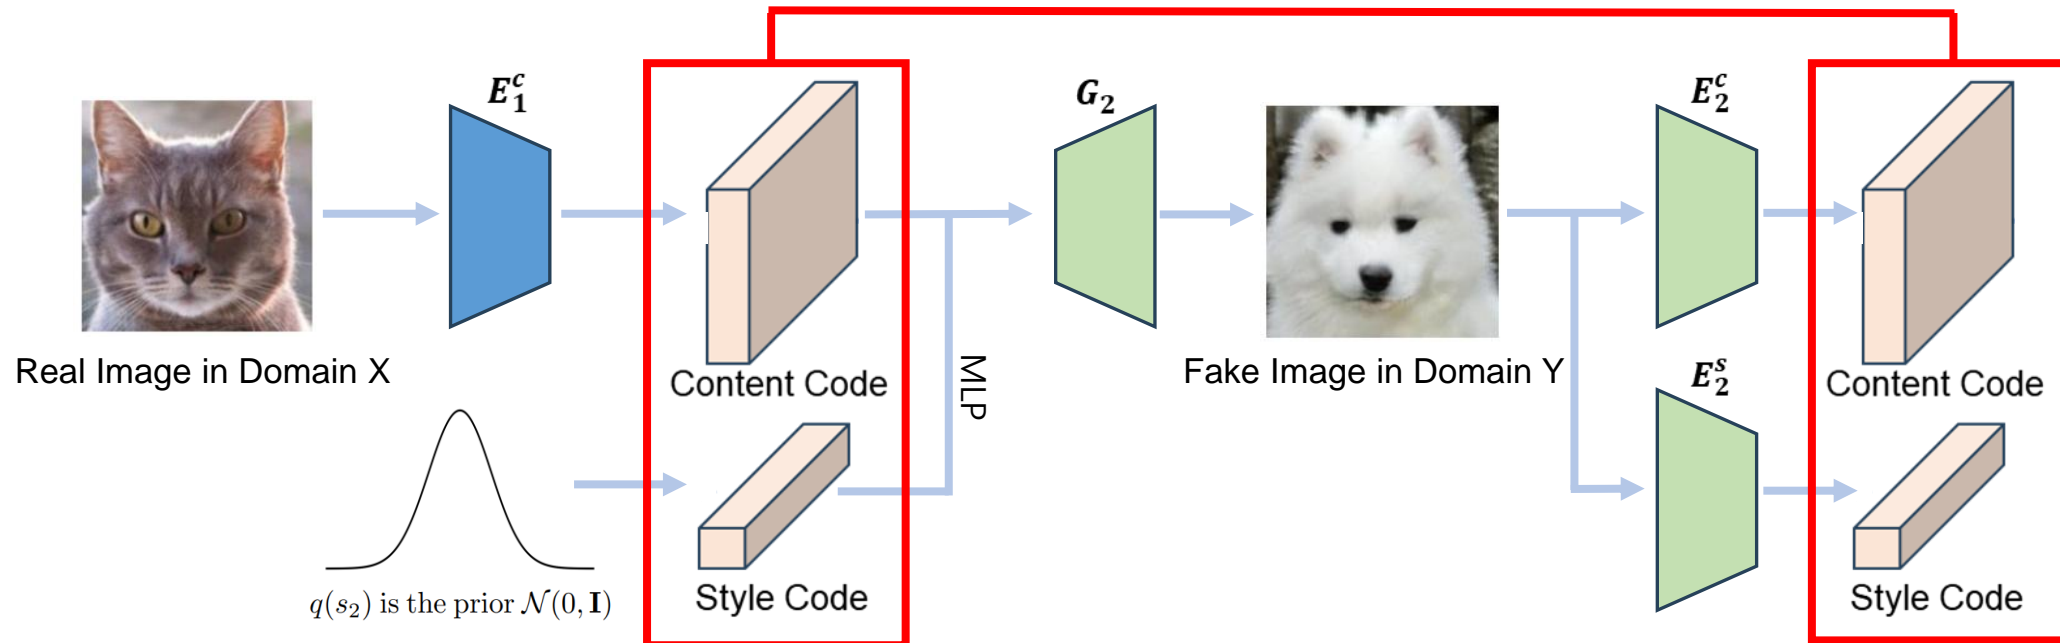 E₁ᶜ
G₂
E₂ᶜ
Real Image in Domain X
Content Code
MLP
Fake Image in Domain Y
E₂ˢ
Content Code
q(s₂) is the prior 𝒩(0, I)
Style Code
Style Code